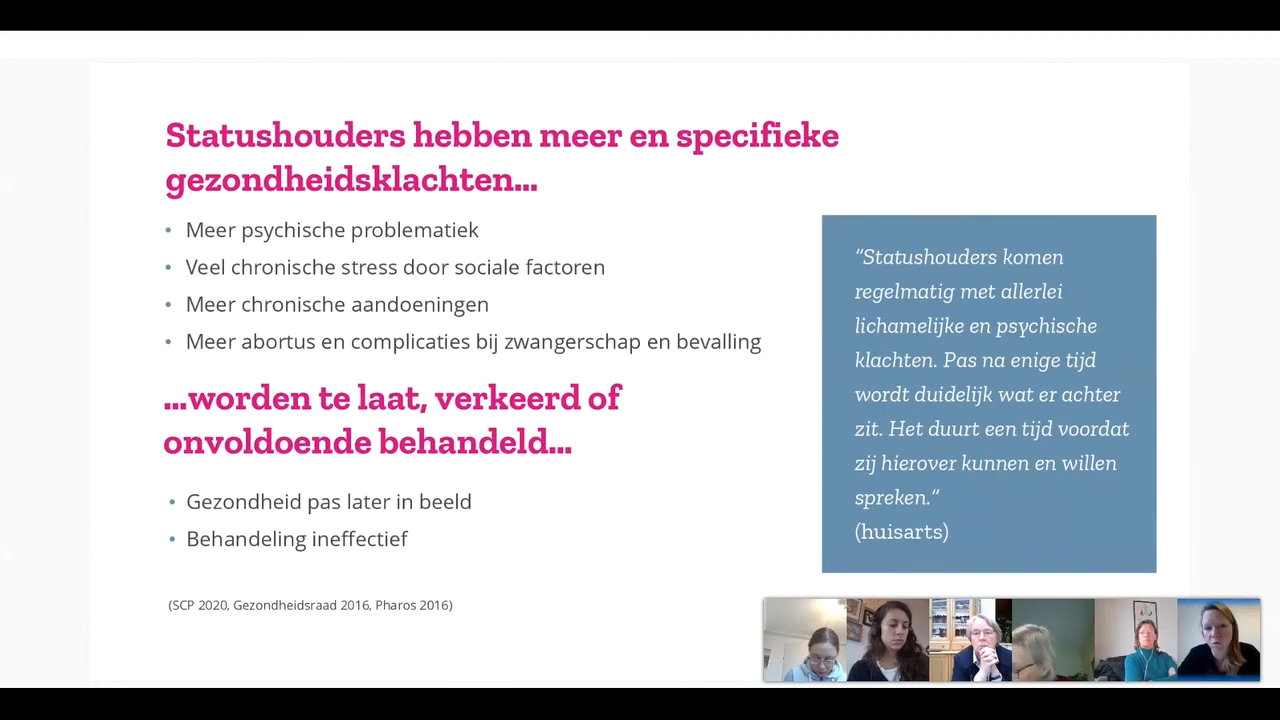 Statushouders hebben meer en specifieke
gezondheidsklachten...
• Meer psychische problematiek
• Veel chronische stress door sociale factoren
• Meer chronische aandoeningen
• Meer abortus en complicaties bij zwangerschap en bevalling
...worden te laat, verkeerd of
onvoldoende behandeld...
• Gezondheid pas later in beeld
• Behandeling ineffectief
(SCP 2020, Gezondheidsraad 2016, Pharos 2016)
“Statushouders komen
regelmatig met allerlei
lichamelijke en psychische
klachten. Pas na enige tijd
wordt duidelijk wat er achter
zit. Het duurt een tijd voordat
zij hierover kunnen en willen
spreken.”
(huisarts)